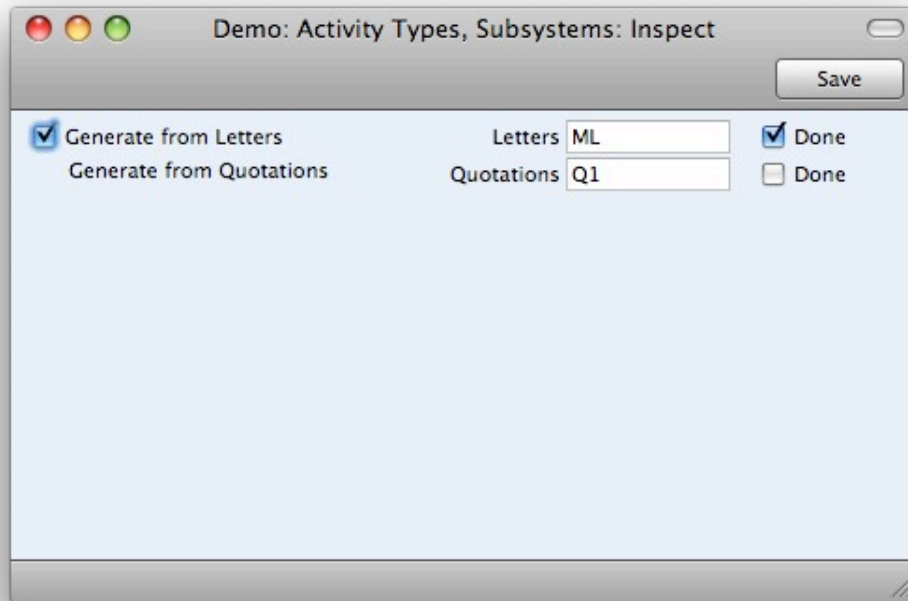 Demo: Activity Types, Subsystems: Inspect
Save
Generate from Letters Letters ML Done
Generate from Quotations Quotations Q1 Done